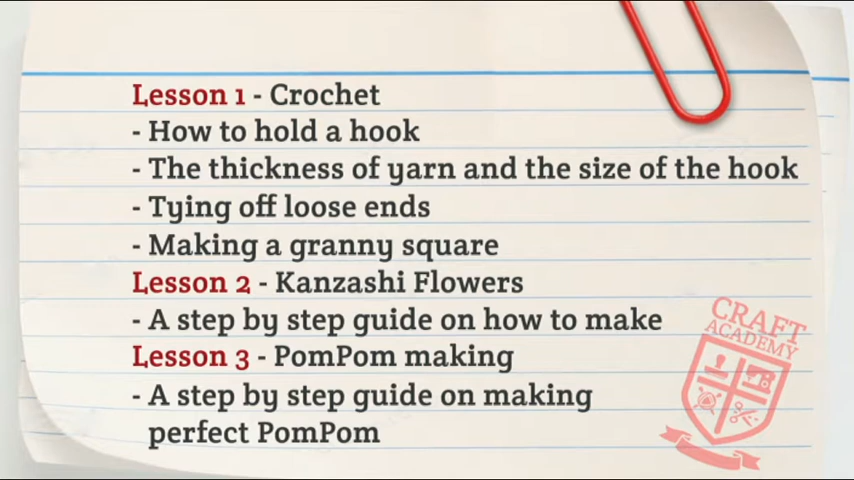 Lesson 1 - Crochet
- How to hold a hook
- The thickness of yarn and the size of the hook
- Tying off loose ends
- Making a granny square
Lesson 2 - Kanzashi Flowers
- A step by step guide on how to make
Lesson 3 - PomPom making
- A step by step guide on making
perfect PomPom
CRAFT
ACADEMY